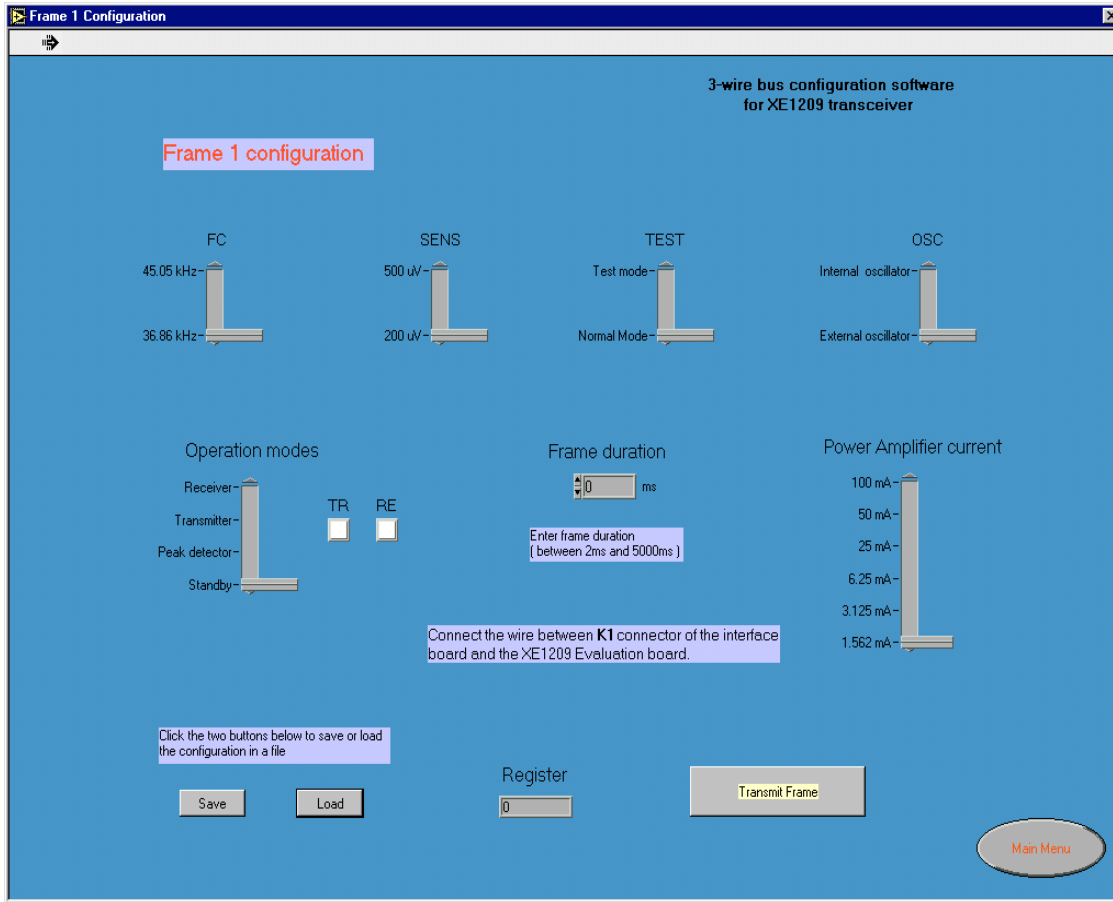 Frame 1 Configuration
3-wire bus configuration software
for XE1209 transceiver
Frame 1 configuration
FC
45.05 kHz
36.86 kHz
SENS
500 uV
200 uV
TEST
Test mode
Normal Mode
OSC
Internal oscillator
External oscillator
Operation modes
Receiver
Transmitter
Peak detector
Standby
TR
RE
Frame duration
0
ms
Enter frame duration
( between 2ms and 5000ms )
Power Amplifier current
100 mA
50 mA
25 mA
6.25 mA
3.125 mA
1.562 mA
Connect the wire between K1 connector of the interface
board and the XE1209 Evaluation board.
Click the two buttons below to save or load
the configuration in a file
Save
Load
Register
0
Transmit Frame
Main Menu